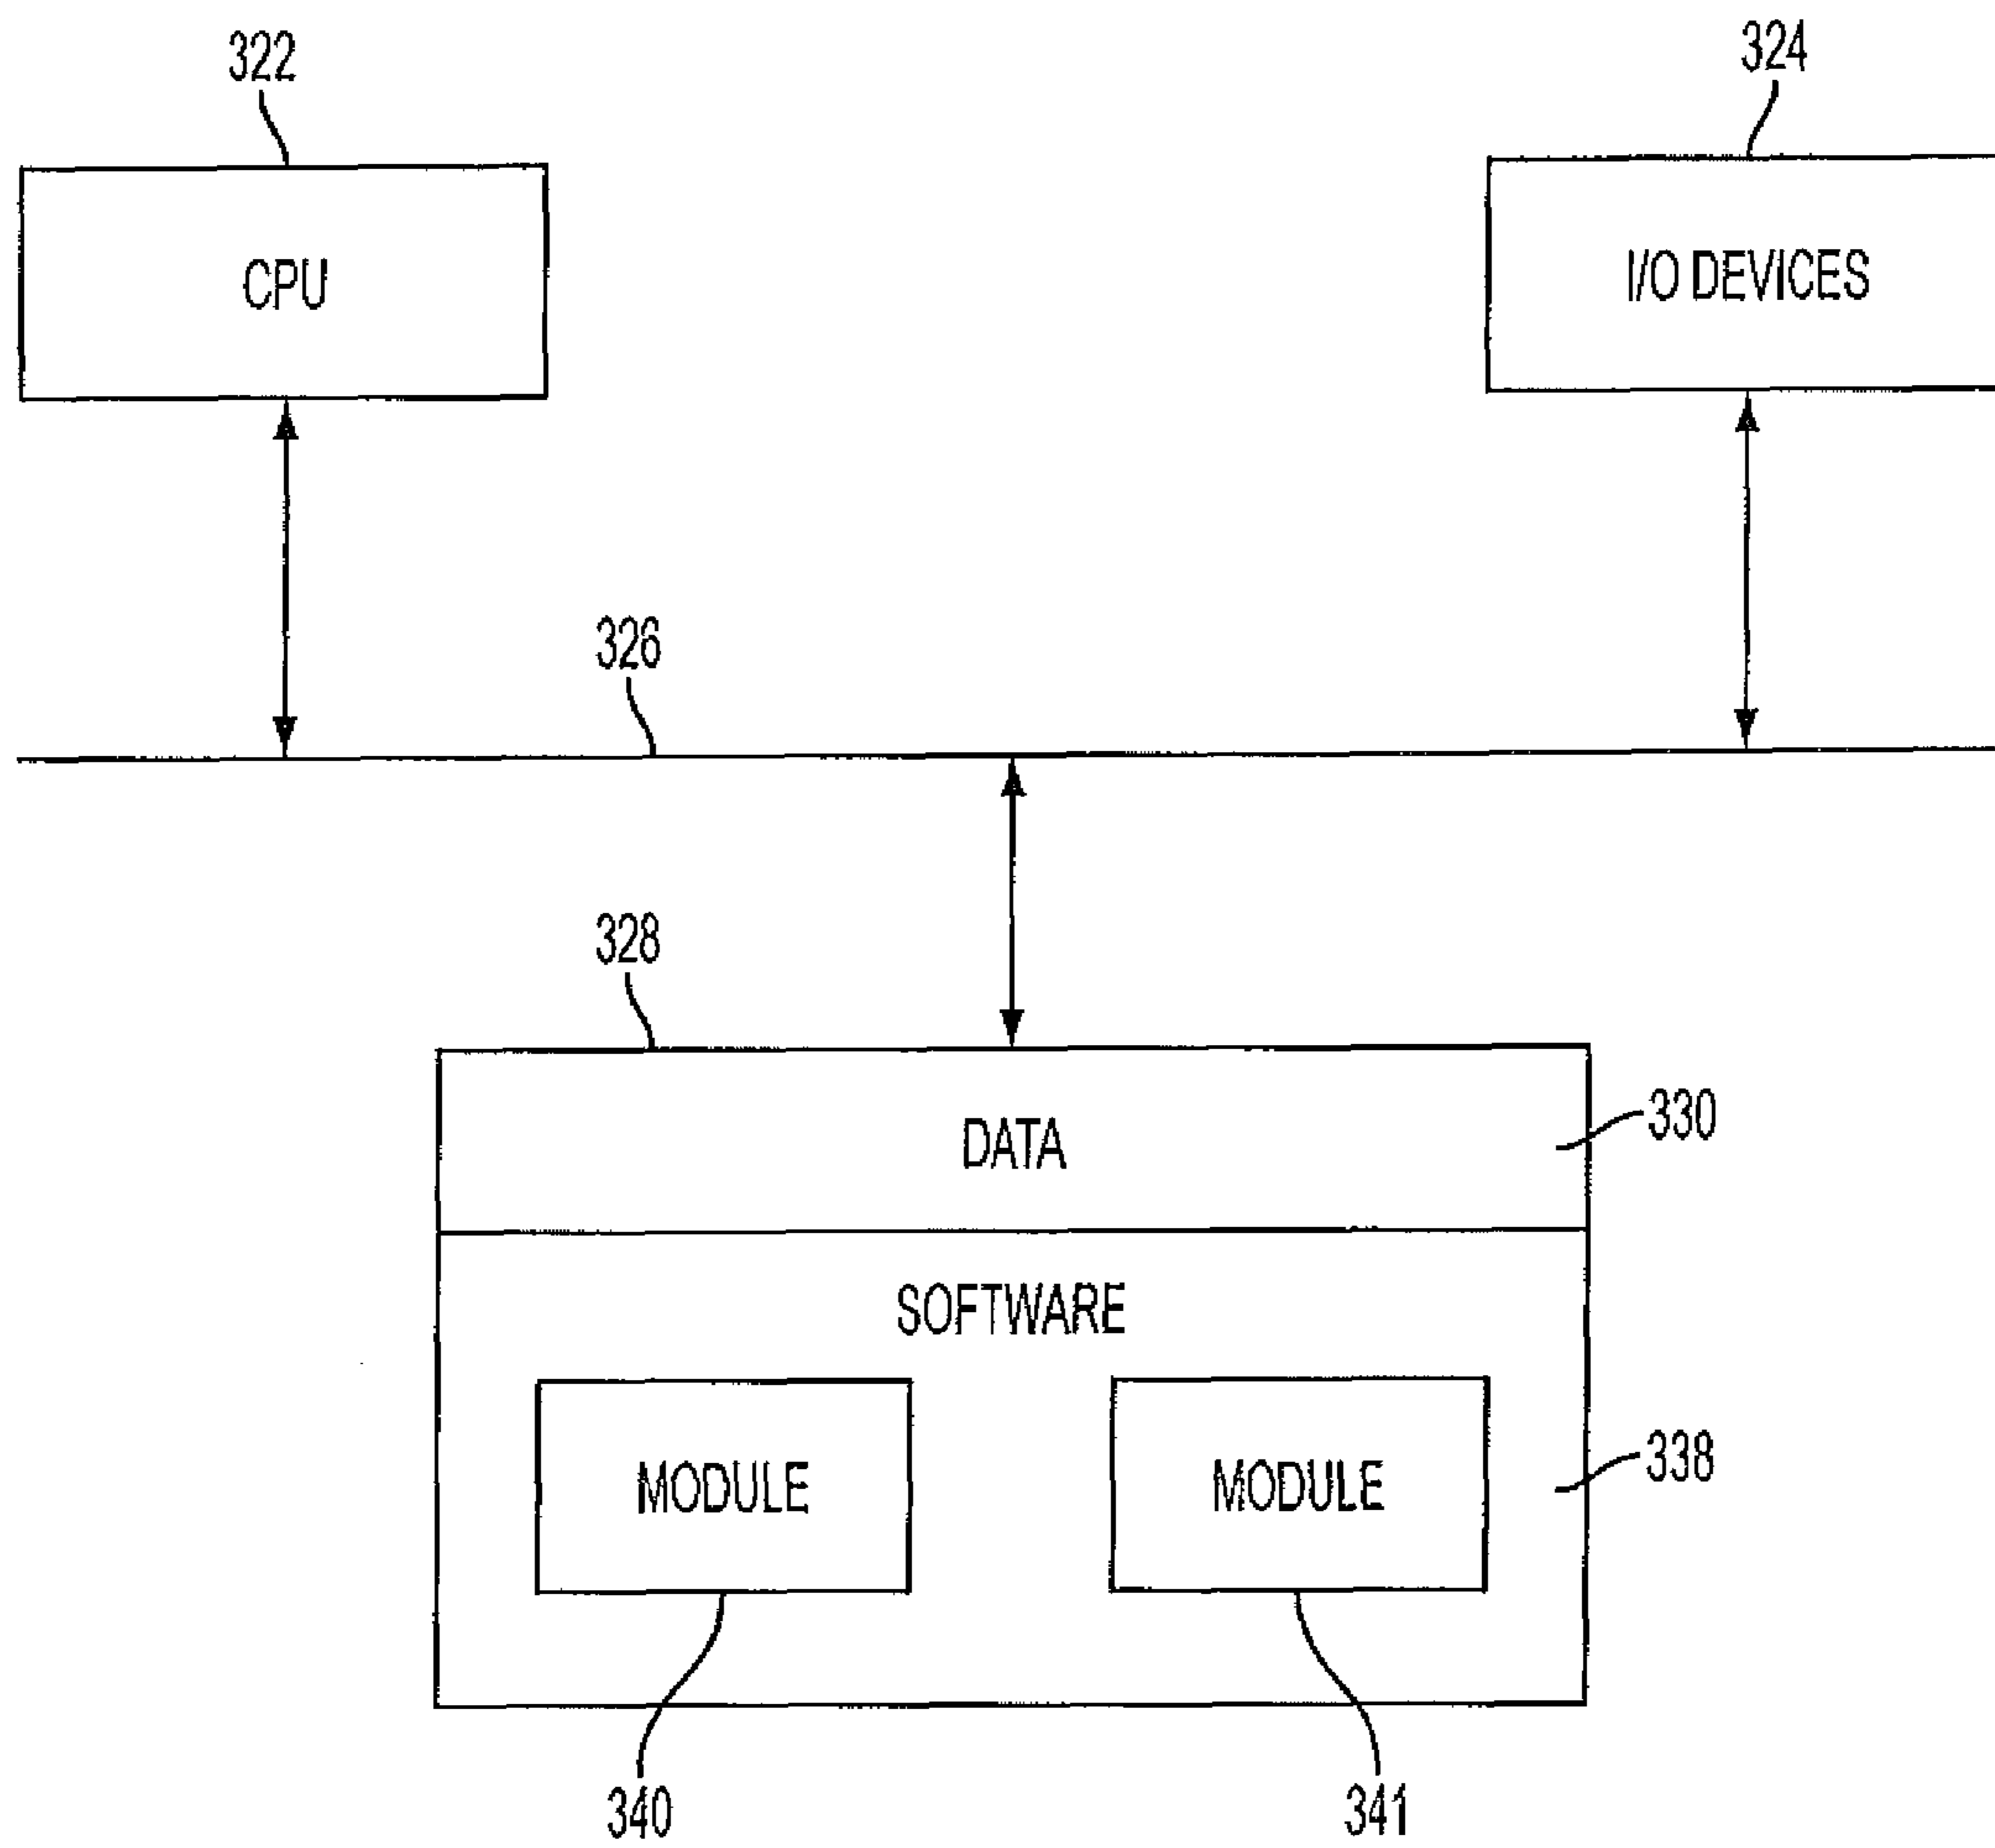 322
324
CPU
I/O DEVICES
326
328
DATA
330
SOFTWARE
MODULE
MODULE
338
340
341